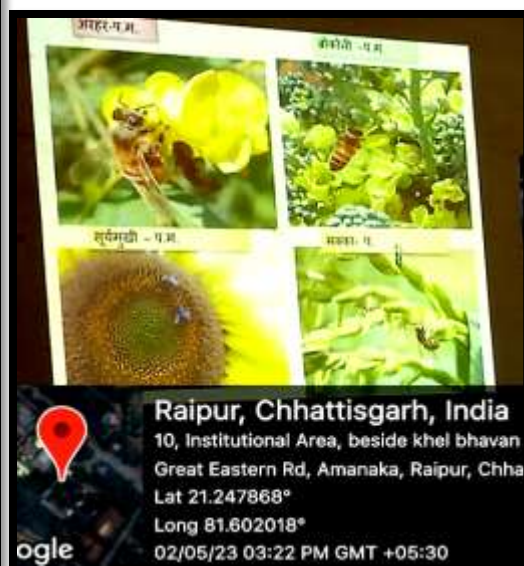 अरहर-प.म.
ब्रोकोली -प.म
सूर्यमुखी - प.म.
मक्का- प.
Raipur, Chhattisgarh, India
10, Institutional Area, beside khel bhavan
Great Eastern Rd, Amanaka, Raipur, Chha
Lat 21.247868°
Long 81.602018°
02/05/23 03:22 PM GMT +05:30
ogle